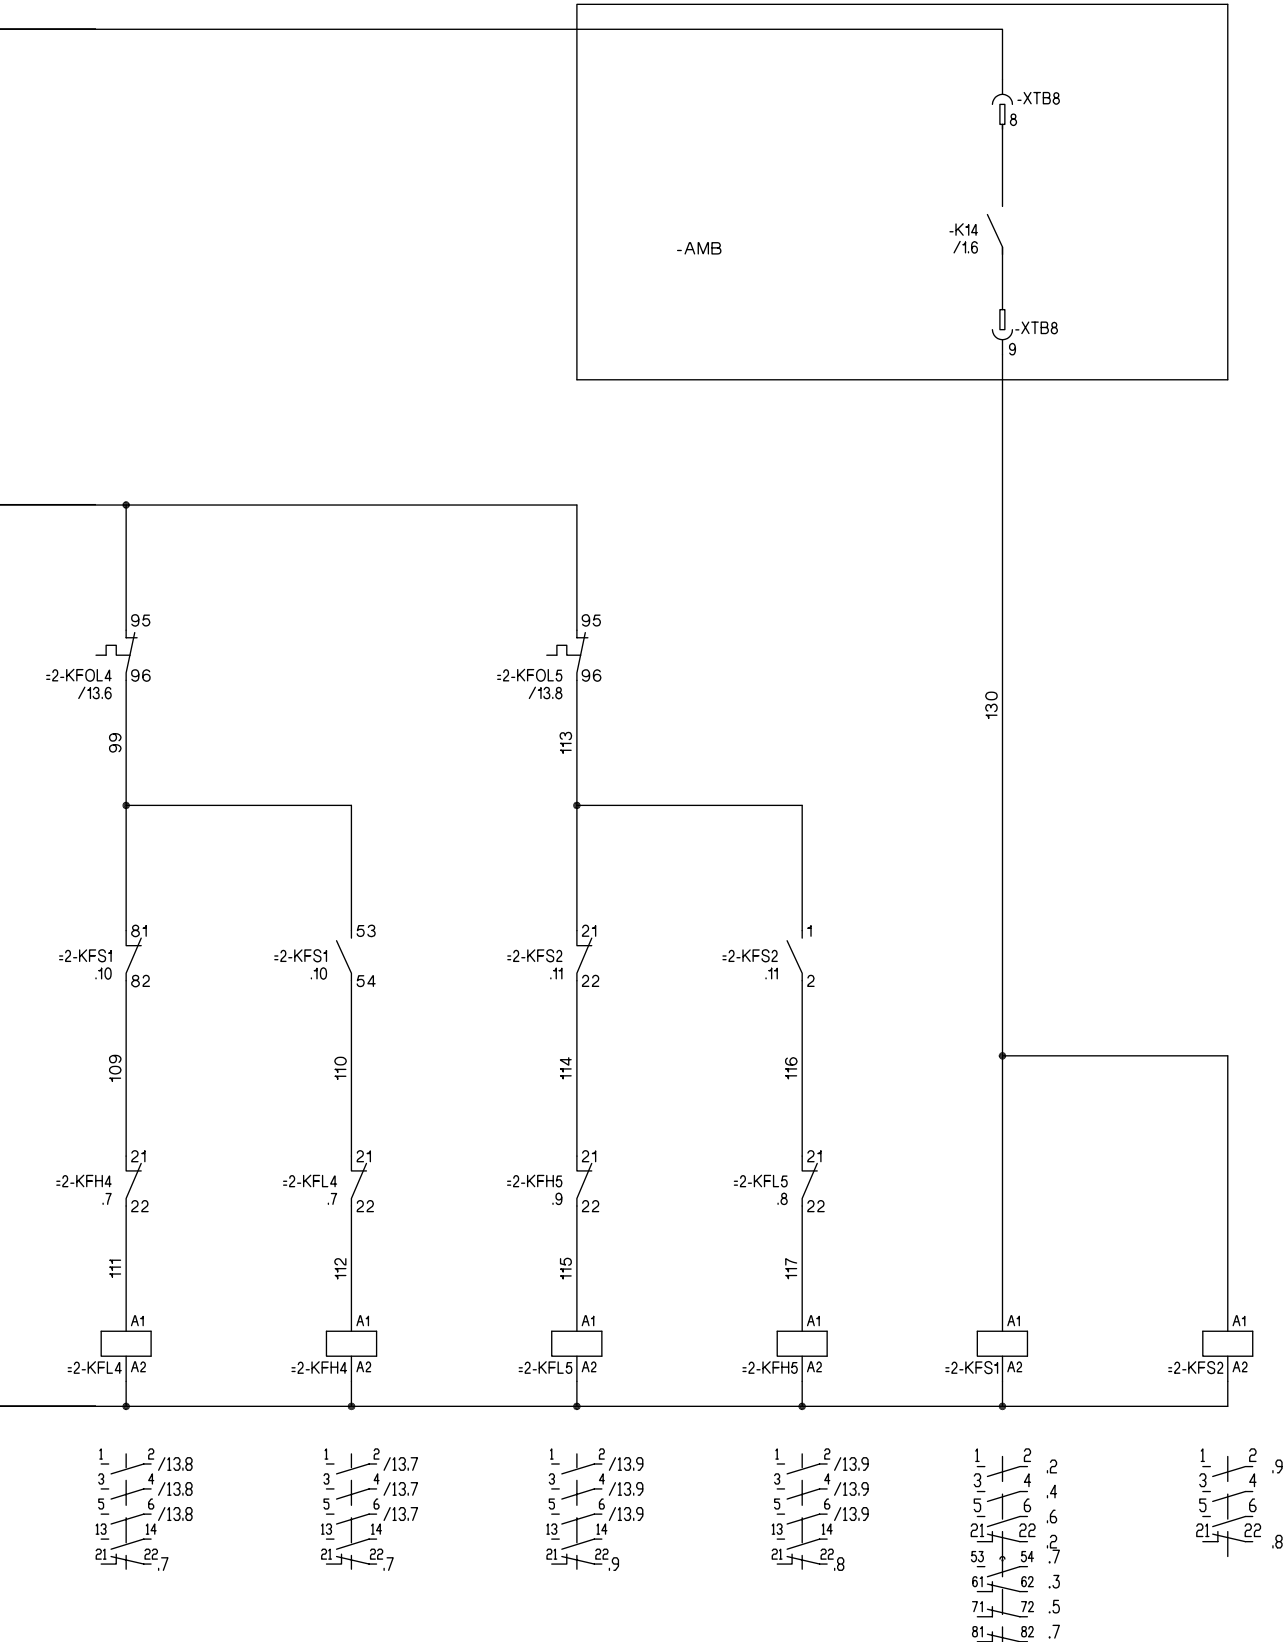 -XTB8
8
-K14
/1.6
-AMB
-XTB8
9
95
=2-KFOL4 96
/13.6
95
=2-KFOL5 96
/13.8
99
113
130
81
=2-KFS1
.10
82
53
=2-KFS1
.10
54
21
=2-KFS2
.11
22
1
=2-KFS2
.11
2
109
110
114
116
21
=2-KFH4
.7
22
21
=2-KFL4
.7
22
21
=2-KFH5
.9
22
21
=2-KFL5
.8
22
111
112
115
117
A1
=2-KFL4 A2
A1
=2-KFH4 A2
A1
=2-KFL5 A2
A1
=2-KFH5 A2
A1
=2-KFS1 A2
A1
=2-KFS2 A2
1 2 /13.8
3 4 /13.8
5 6 /13.8
13 14
21 22 .7
1 2 /13.7
3 4 /13.7
5 6 /13.7
13 14
21 22 .7
1 2 /13.9
3 4 /13.9
5 6 /13.9
13 14
21 22 .9
1 2 /13.9
3 4 /13.9
5 6 /13.9
13 14
21 22 .8
1 2 .2
3 4 .4
5 6 .6
21 22 .2
53 54 .7
61 62 .3
71 72 .5
81 82 .7
1 2 .9
3 4
5 6
21 22 .8